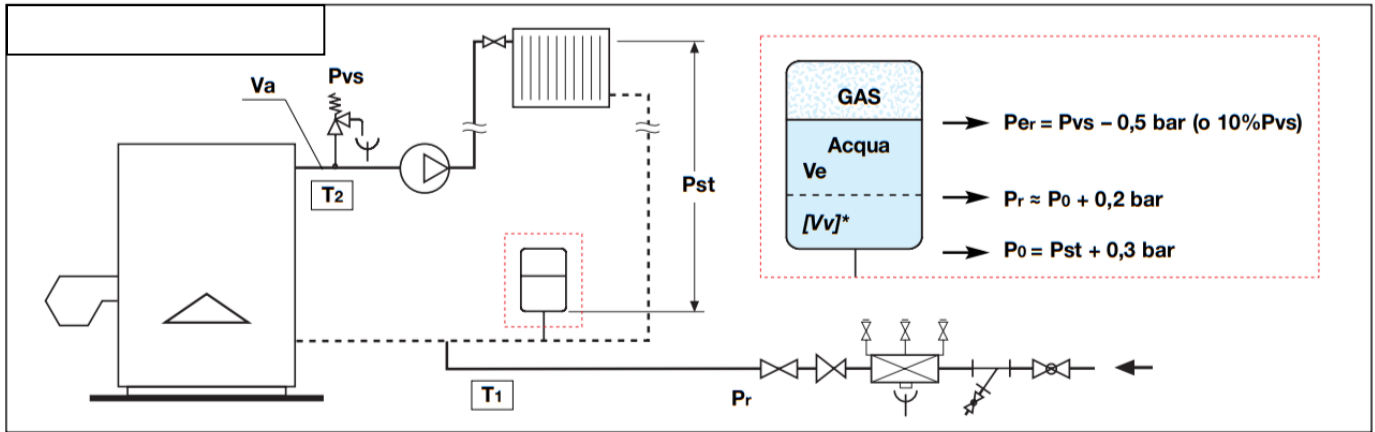 Va
Pvs
T2
Pst
T1
Pr
GAS
Acqua
Ve
[Vv]*
Per = Pvs – 0,5 bar (o 10%Pvs)
Pr ≈ P0 + 0,2 bar
P0 = Pst + 0,3 bar